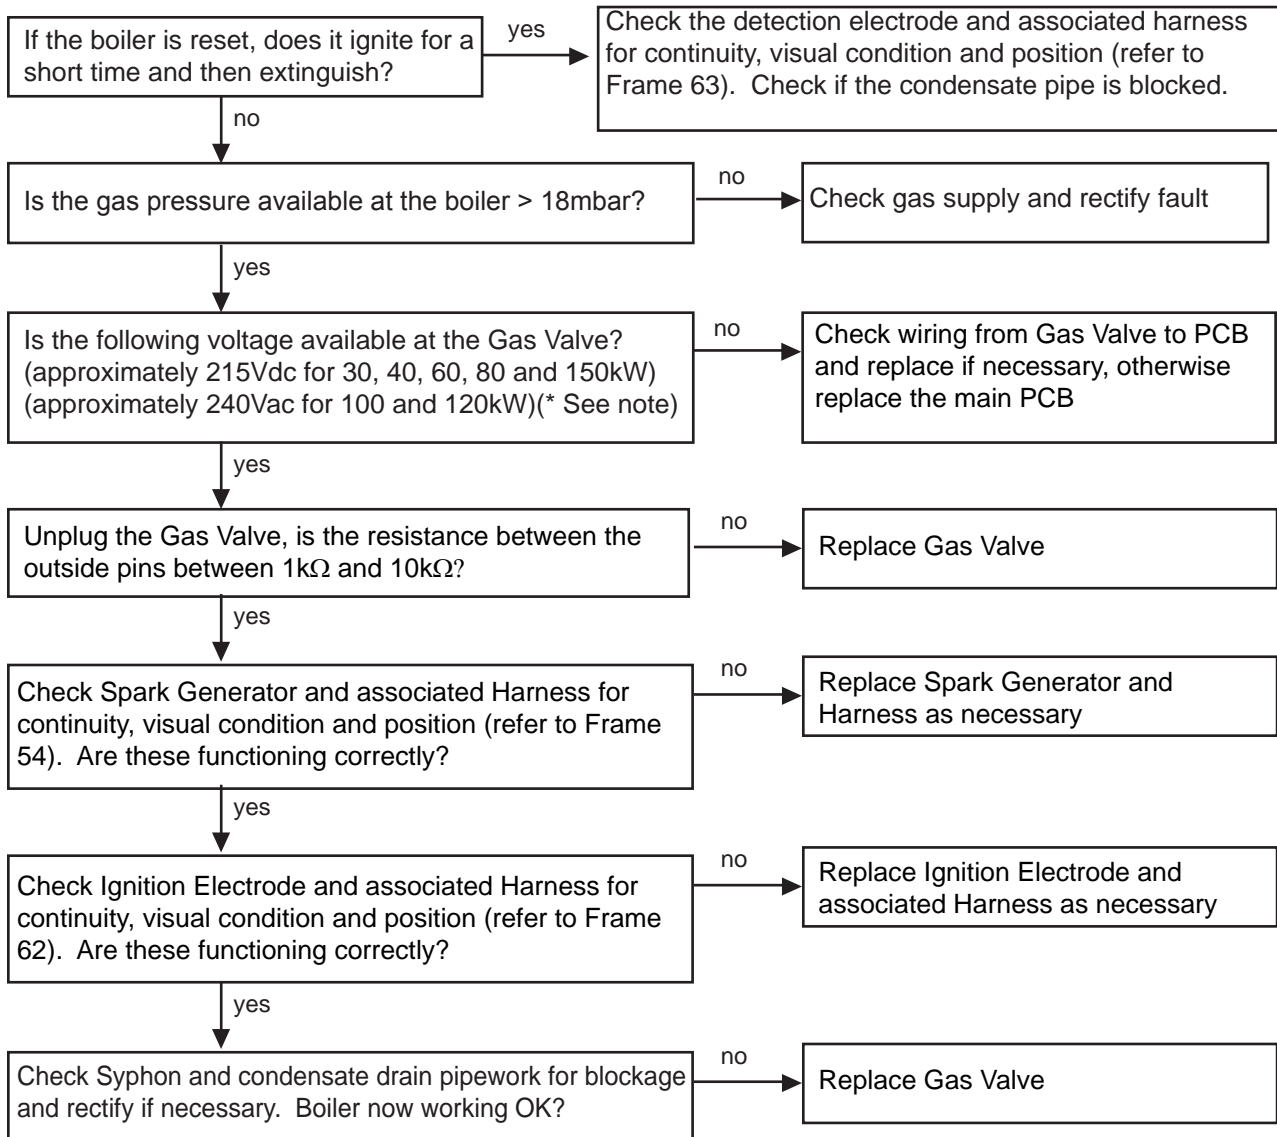 If the boiler is reset, does it ignite for a
short time and then extinguish?
yes
Check the detection electrode and associated harness
for continuity, visual condition and position (refer to
Frame 63).  Check if the condensate pipe is blocked.
no
Is the gas pressure available at the boiler > 18mbar?
no
Check gas supply and rectify fault
yes
Is the following voltage available at the Gas Valve?
(approximately 215Vdc for 30, 40, 60, 80 and 150kW)
(approximately 240Vac for 100 and 120kW)(* See note)
no
Check wiring from Gas Valve to PCB
and replace if necessary, otherwise
replace the main PCB
yes
Unplug the Gas Valve, is the resistance between the
outside pins between 1kΩ and 10kΩ?
no
Replace Gas Valve
yes
Check Spark Generator and associated Harness for
continuity, visual condition and position (refer to Frame
54).  Are these functioning correctly?
no
Replace Spark Generator and
Harness as necessary
yes
Check Ignition Electrode and associated Harness for
continuity, visual condition and position (refer to Frame
62).  Are these functioning correctly?
no
Replace Ignition Electrode and
associated Harness as necessary
yes
Check Syphon and condensate drain pipework for blockage
and rectify if necessary.  Boiler now working OK?
no
Replace Gas Valve